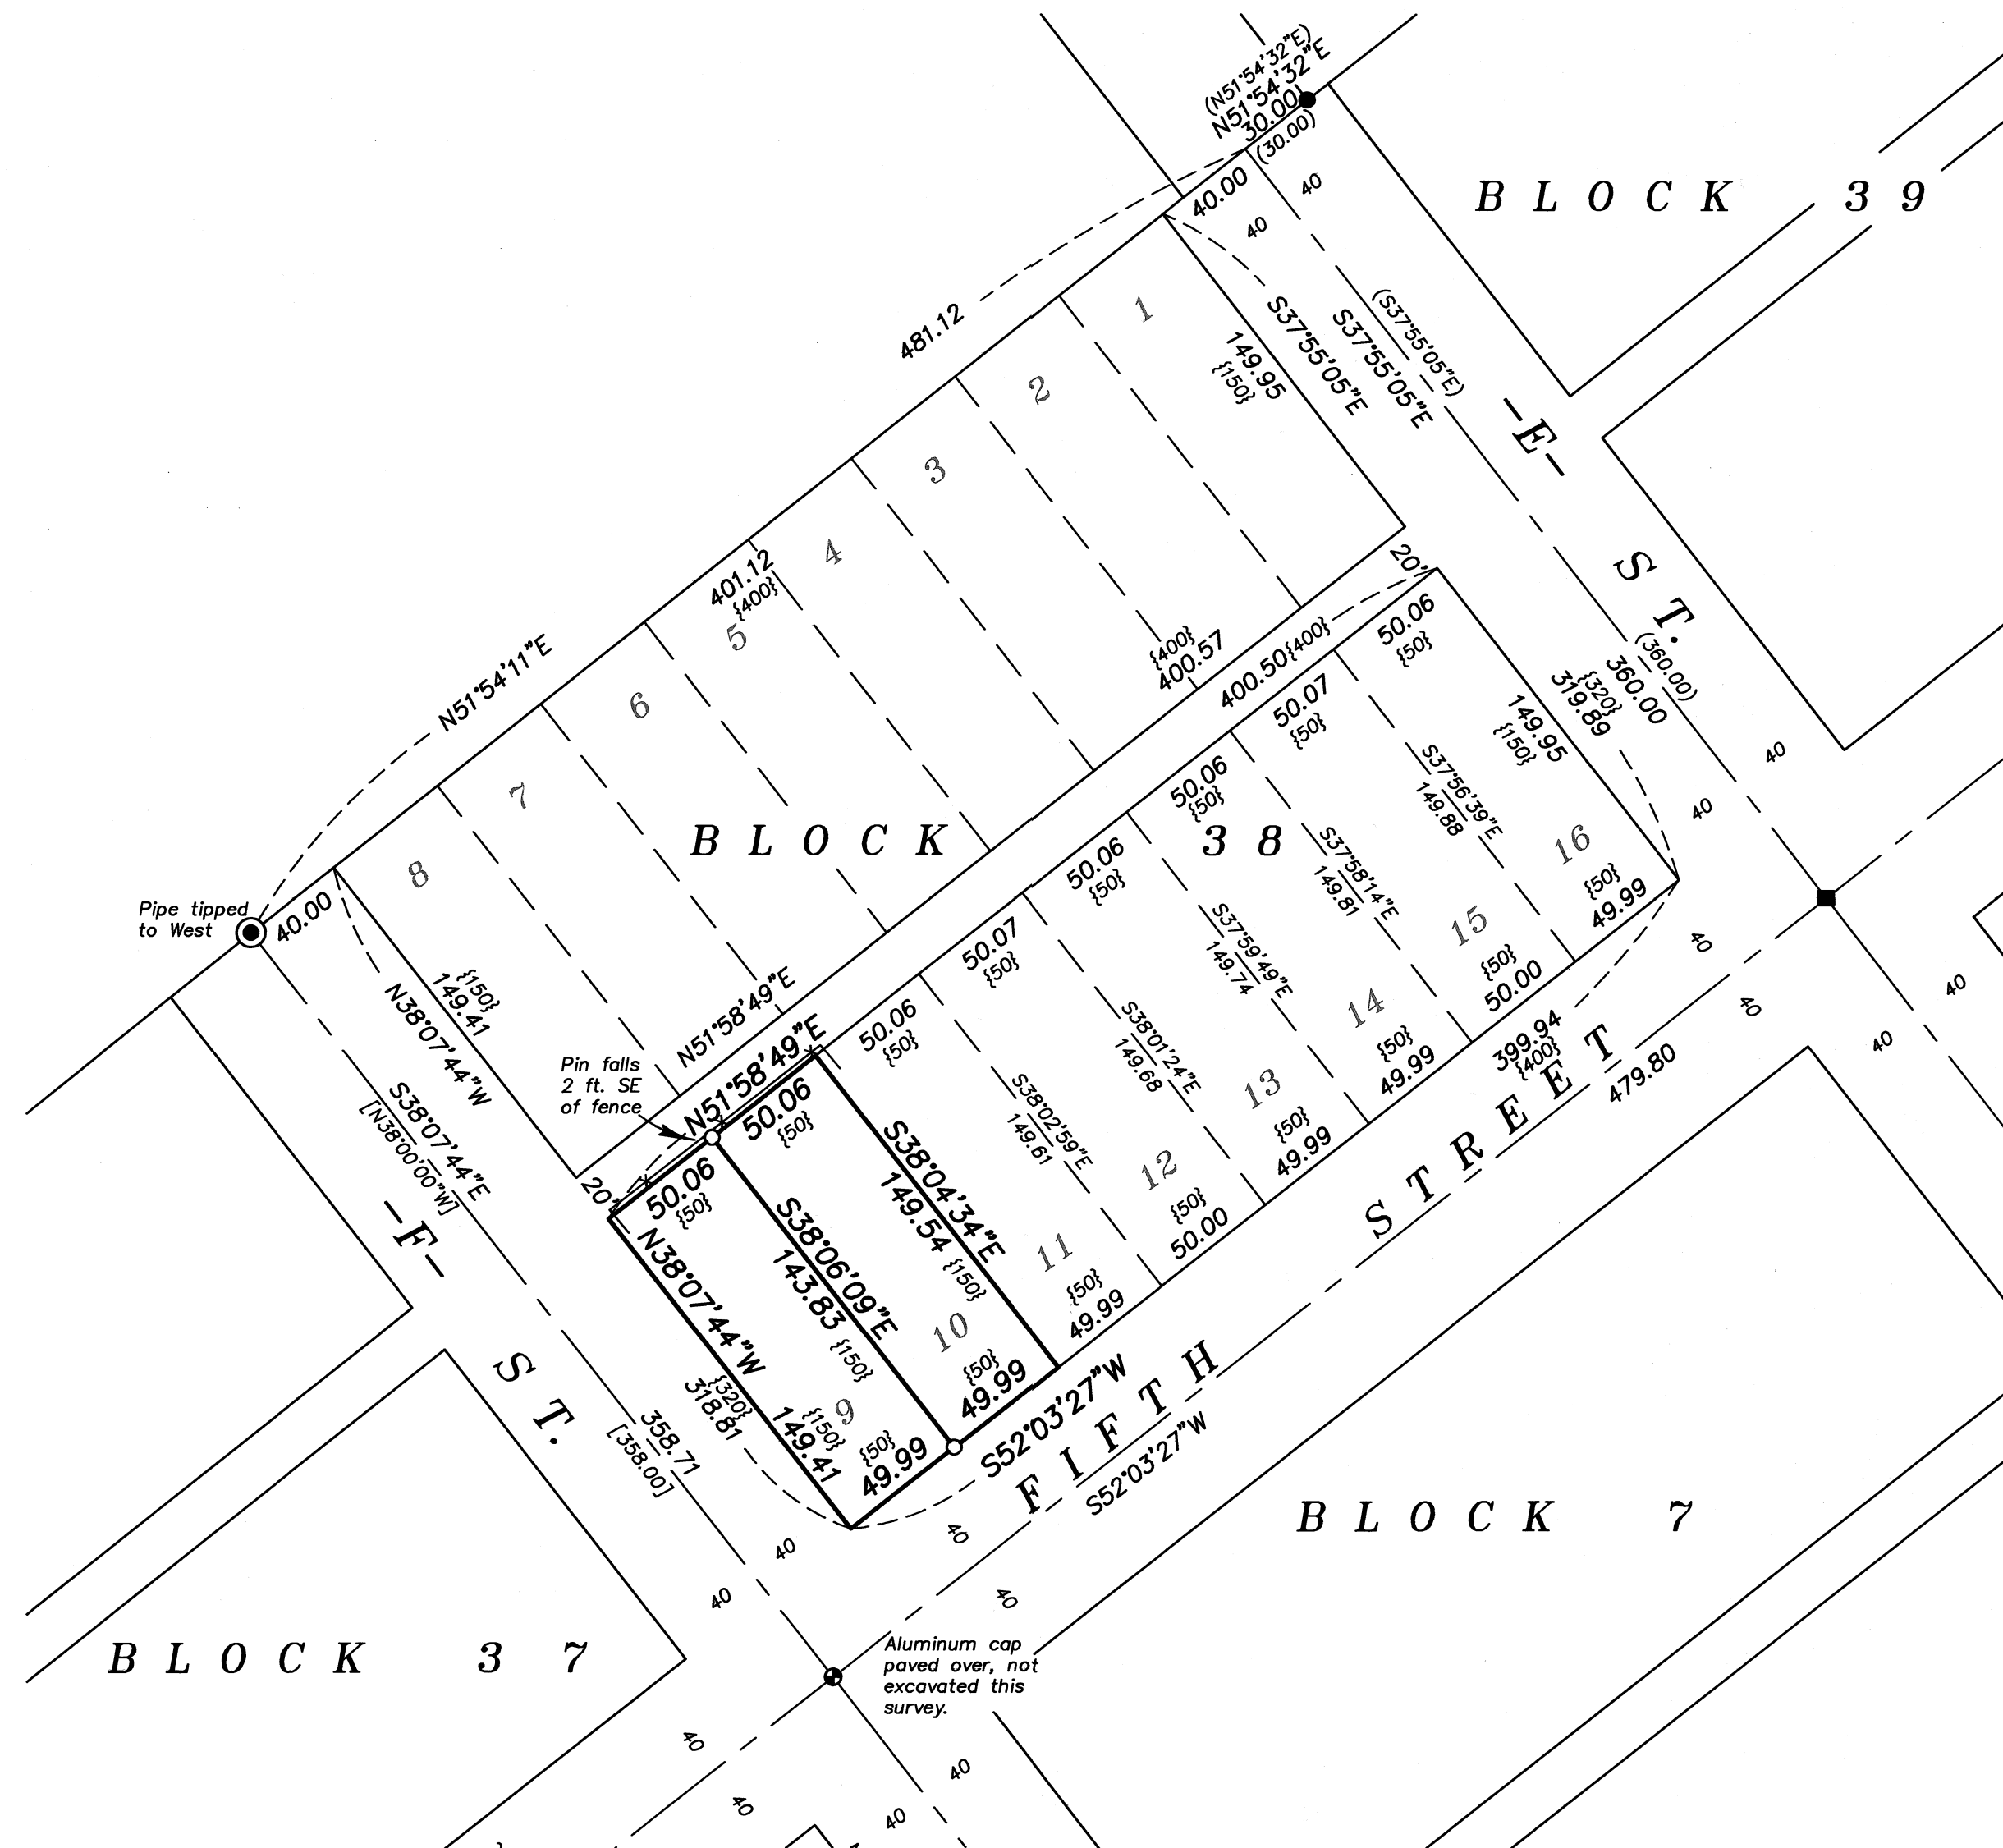 (N51°54'32"E)
N51°54'32"E
30.00
(30.00)
40.00
40
40
BLOCK 39
481.12
1
2
3
4
5
6
7
8
149.95
{150}
S37°55'05"E
S37°55'05"E
(S37°55'05"E)
-E- ST.
401.12
{400}
N51°54'11"E
20'
{400}
400.57
400.50{400}
50.06
{50}
50.07
{50}
50.06
{50}
50.06
{50}
50.07
{50}
50.06
{50}
(360.00)
360.00
{320}
319.89
149.95
{150}
S37°56'39"E
149.88
S37°58'14"E
149.81
S37°59'49"E
149.74
S38°01'24"E
149.68
S38°02'59"E
149.61
BLOCK 38
16
{50}
49.99
15
{50}
50.00
14
{50}
49.99
13
{50}
49.99
12
{50}
50.00
11
{50}
49.99
40
40
40
40
40
40
399.94
{400}
479.80
Pipe tipped
to West
40.00
{150}
149.41
N38°07'44"W
N51°58'49"E
N51°58'49"E
Pin falls
2 ft. SE
of fence
S38°07'44"E
[N38°00'00"W]
20'
50.06
{50}
50.06
{50}
S38°04'34"E
149.54 {150}
S38°06'09"E
143.83 {150}
N38°07'44"W
149.41
{150}
10
{50}
49.99
9
{50}
49.99
-F- ST.
{320}
318.81
358.71
[358.00]
S52°03'27"W
FIFTH STREET
S52°03'27"W
BLOCK 7
40
40
40
40
BLOCK 37
Aluminum cap
paved over, not
excavated this
survey.
40
40
40
40